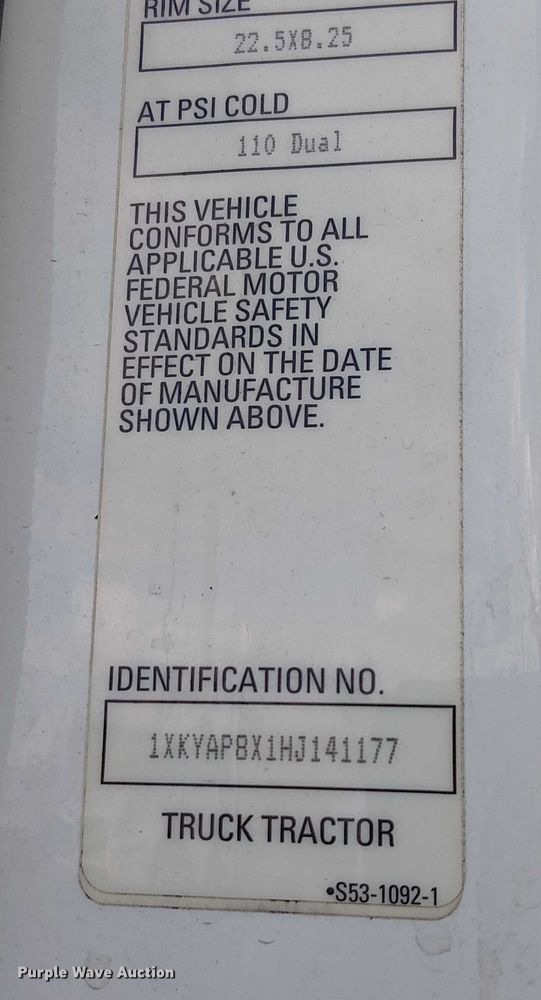 RIM SIZE
22.5X8.25
AT PSI COLD
110 Dual
THIS VEHICLE
CONFORMS TO ALL
APPLICABLE U.S.
FEDERAL MOTOR
VEHICLE SAFETY
STANDARDS IN
EFFECT ON THE DATE
OF MANUFACTURE
SHOWN ABOVE.
IDENTIFICATION NO.
1XKYAP8X1HJ141177
TRUCK TRACTOR
•S53-1092-1
Purple Wave Auction